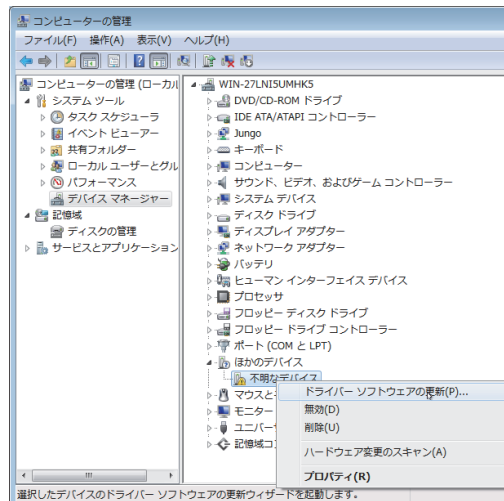 コンピューターの管理
ファイル(F) 操作(A) 表示(V) ヘルプ(H)
コンピューターの管理 (ローカル
システム ツール
タスク スケジューラ
イベント ビューアー
共有フォルダー
ローカル ユーザーとグル
パフォーマンス
デバイス マネージャー
記憶域
ディスクの管理
サービスとアプリケーション
WIN-27LNI5UMHK5
DVD/CD-ROM ドライブ
IDE ATA/ATAPI コントローラー
Jungo
キーボード
コンピューター
サウンド、ビデオ、およびゲーム コントローラー
システム デバイス
ディスク ドライブ
ディスプレイ アダプター
ネットワーク アダプター
バッテリ
ヒューマン インターフェイス デバイス
プロセッサ
フロッピー ディスク ドライブ
フロッピー ドライブ コントローラー
ポート (COM と LPT)
ほかのデバイス
不明なデバイス
マウスと
モニター
ユニバー
記憶域コ
ドライバー ソフトウェアの更新(P)...
無効(D)
削除(U)
ハードウェア変更のスキャン(A)
プロパティ(R)
選択したデバイスのドライバー ソフトウェアの更新ウィザードを起動します。